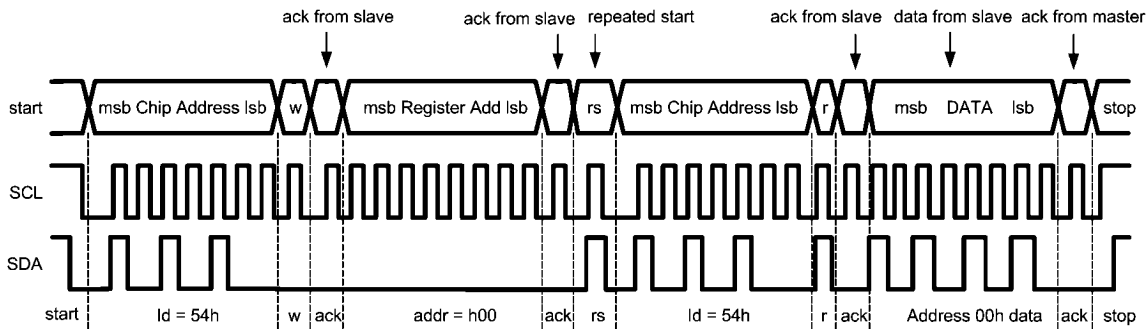 ack from slave ack from slave repeated start ack from slave data from slave ack from master
start msb Chip Address lsb w msb Register Add lsb rs msb Chip Address lsb r msb DATA lsb stop
SCL
SDA
start Id = 54h w ack addr = h00 ack rs Id = 54h r ack Address 00h data ack stop